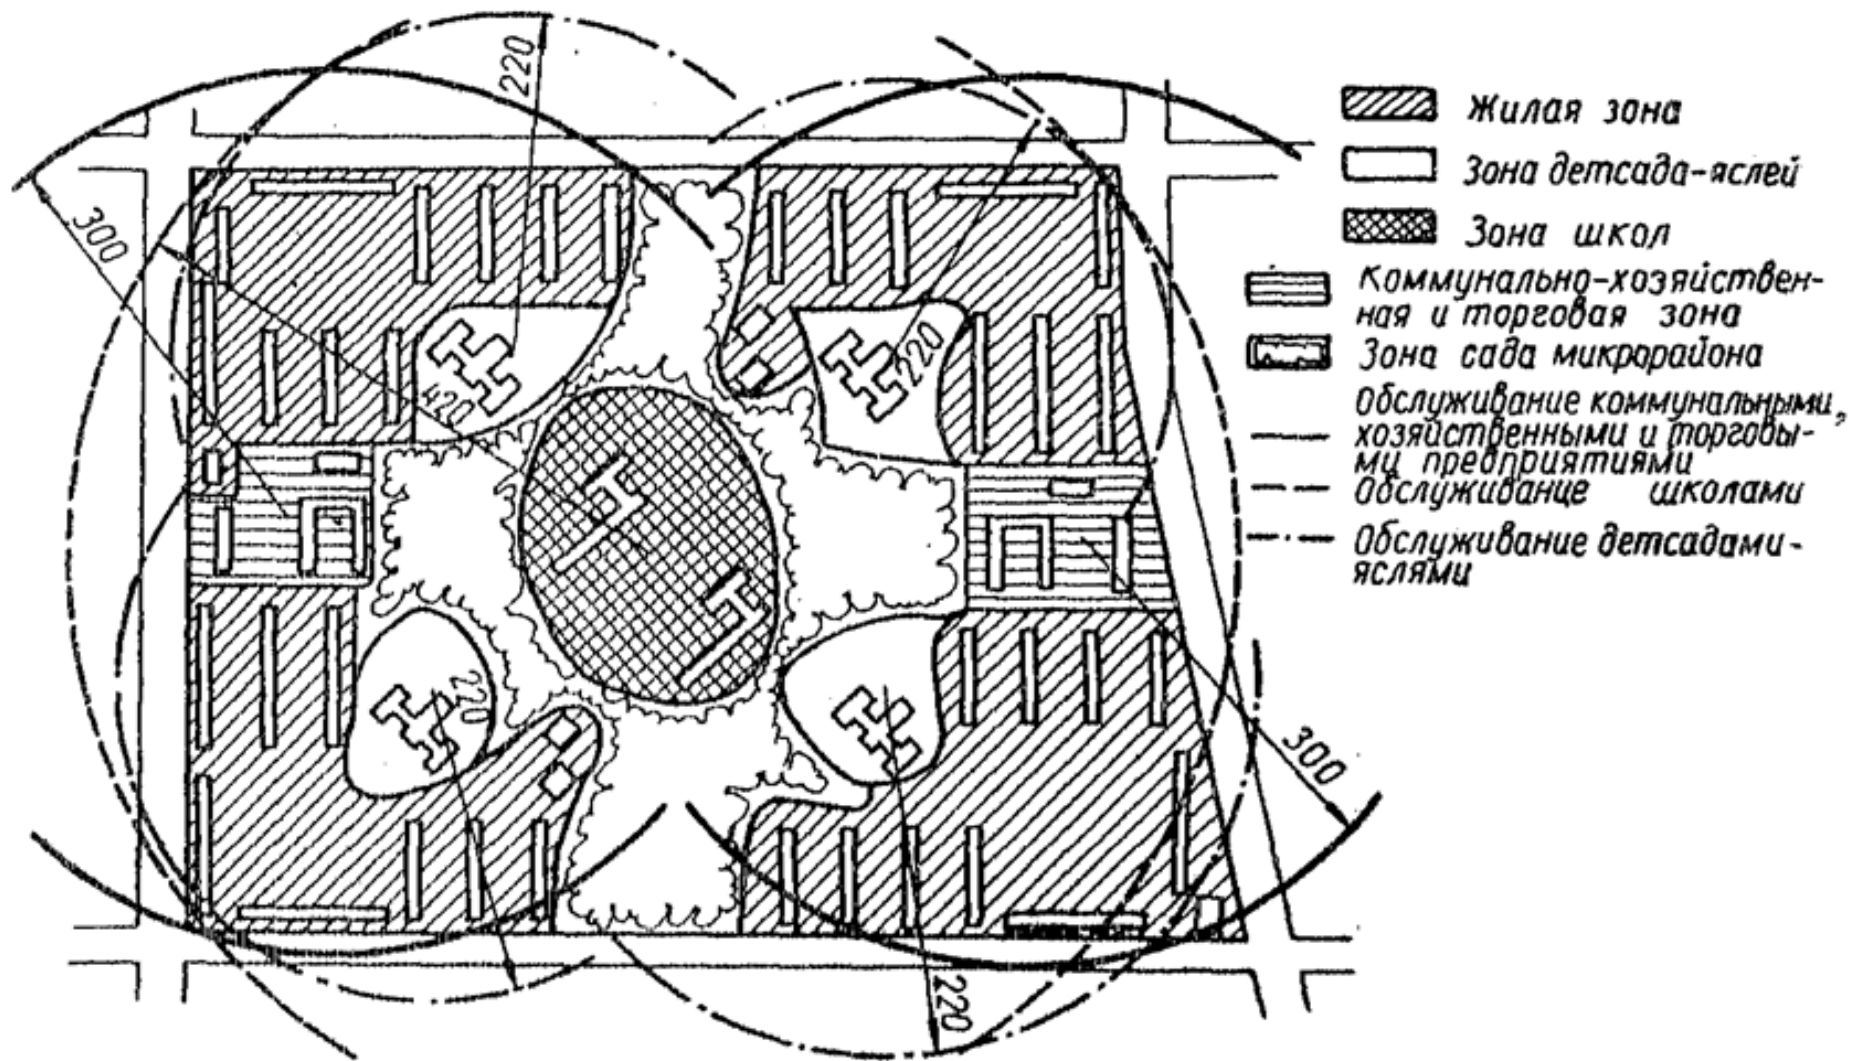 220
300
420
220
220
220
300
Жилая зона
Зона детсада-яслей
Зона школ
Коммунально-хозяйствен-
ная и торговая зона
Зона сада микрорайона
Обслуживание коммунальными,
хозяйственными и торговы-
ми предприятиями
Обслуживание школами
Обслуживание детсадами-
яслями